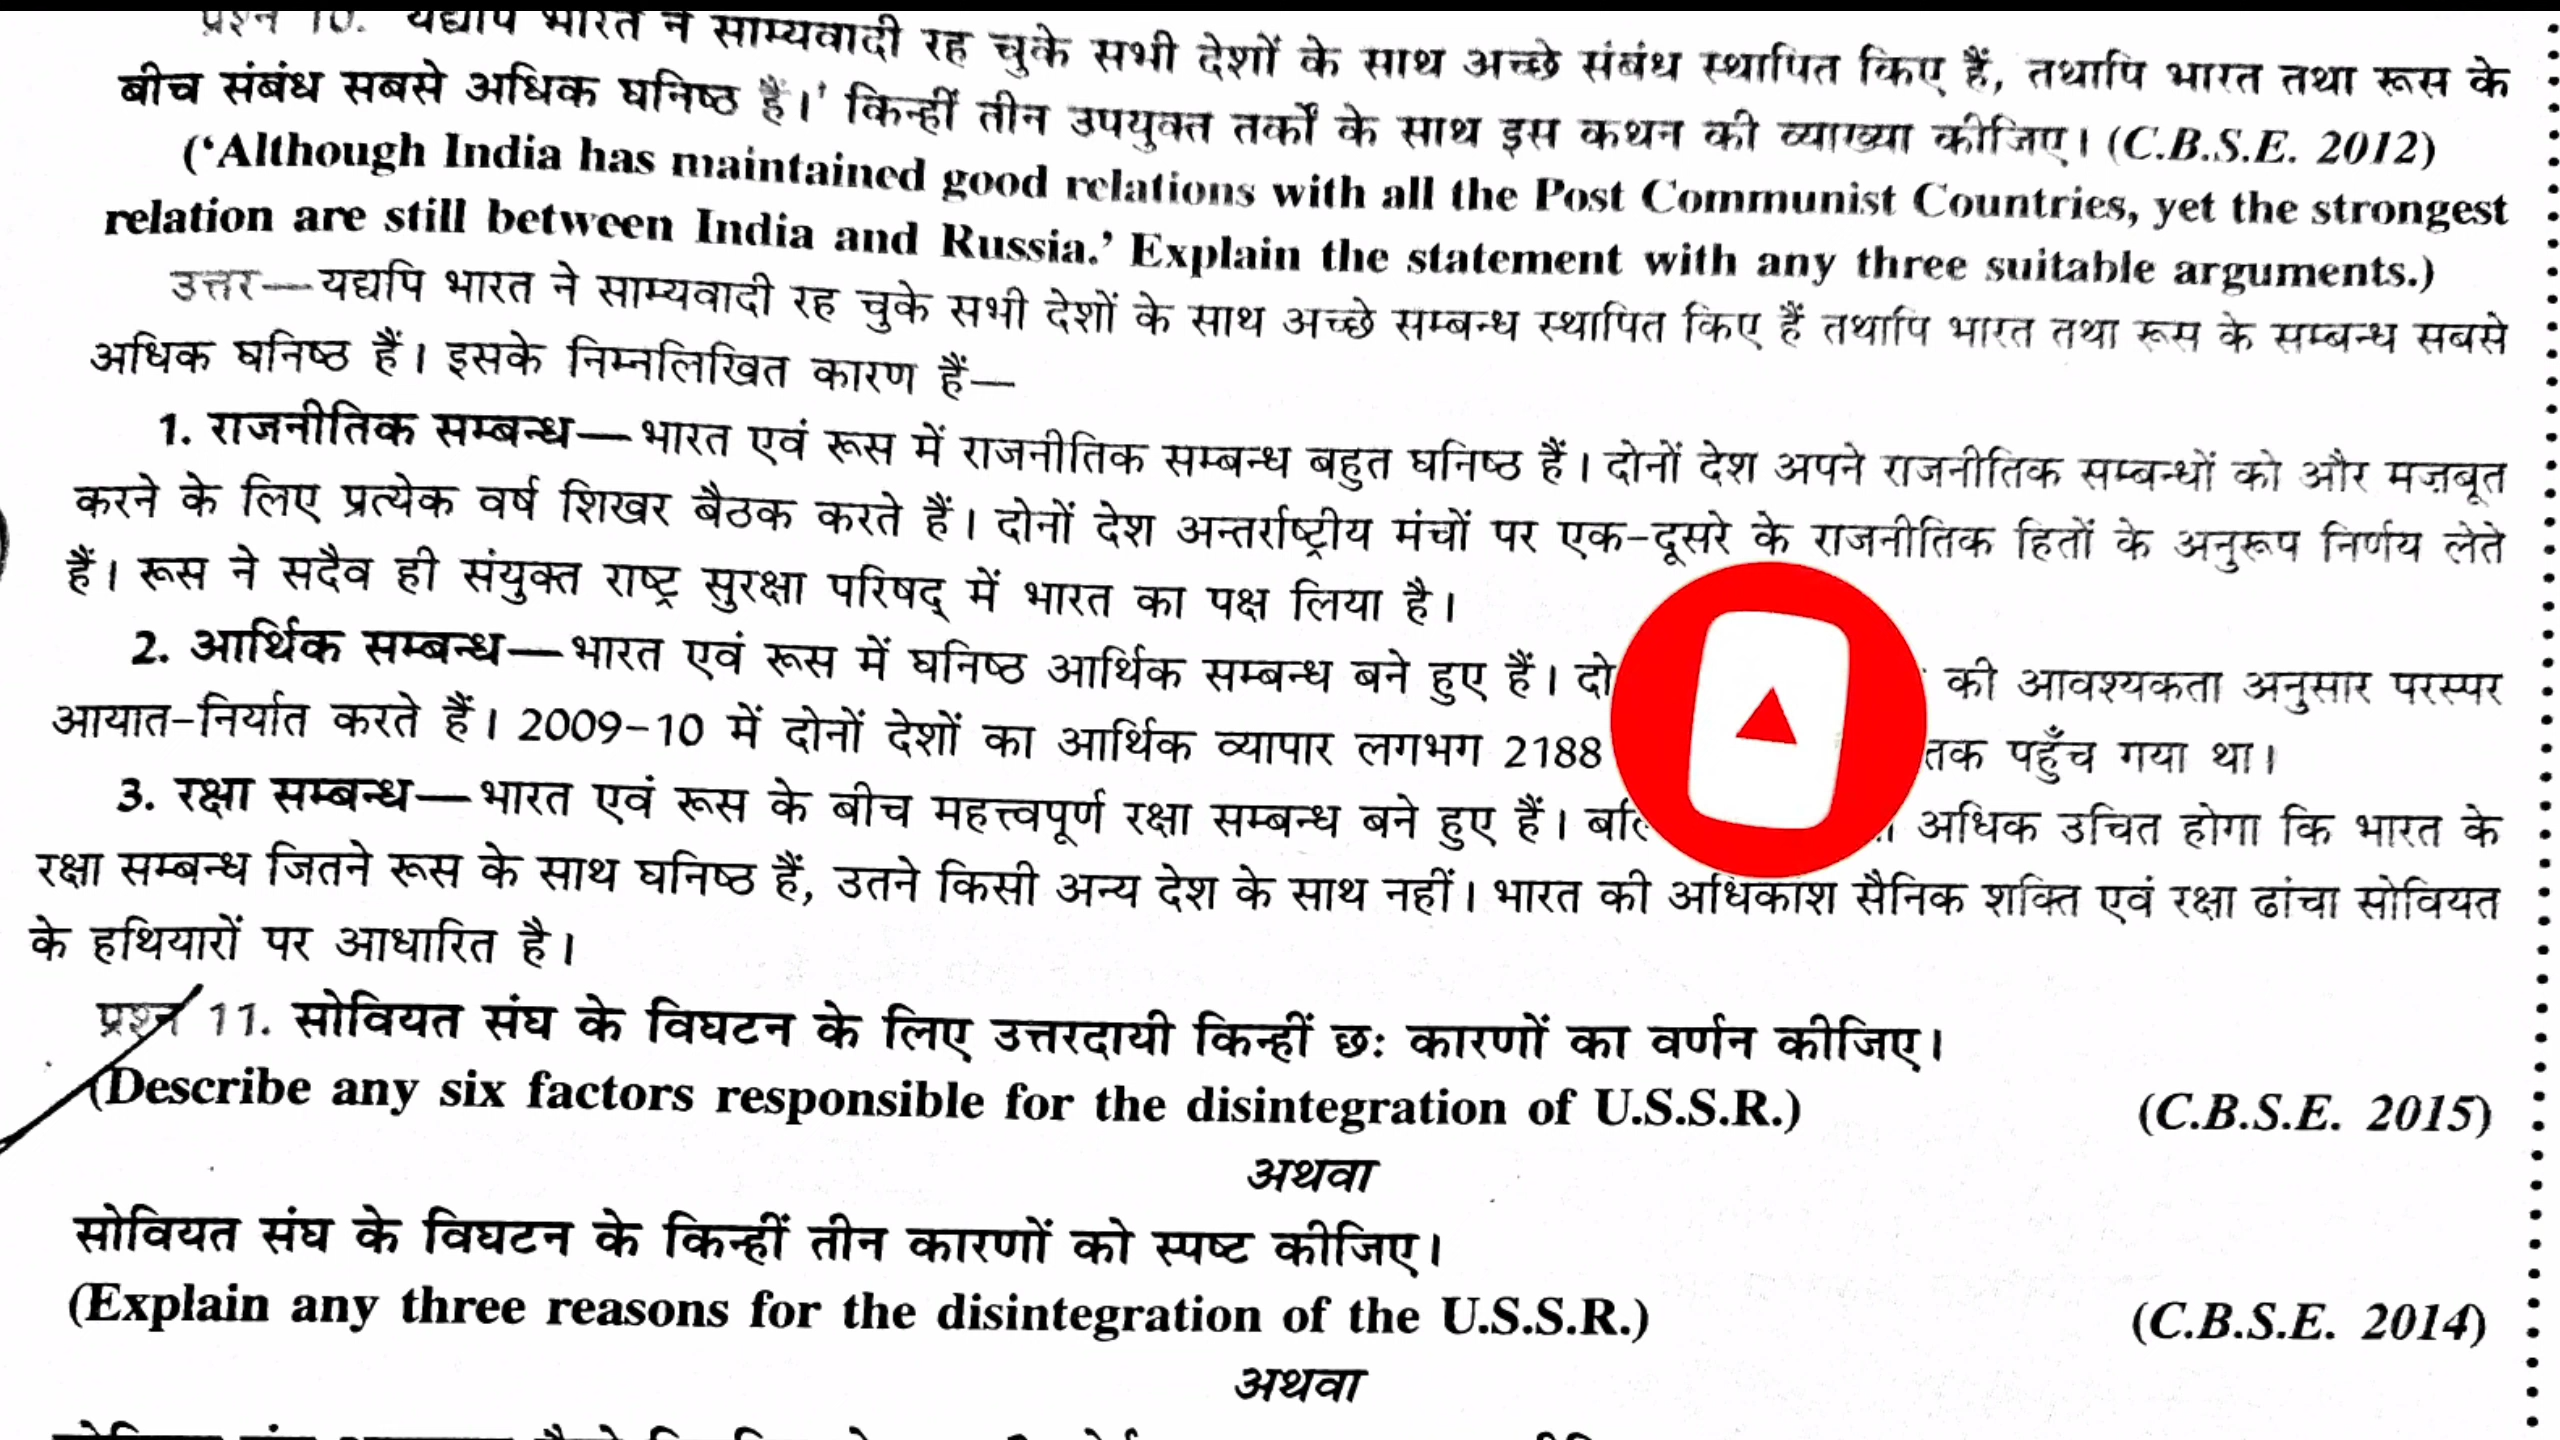 प्रश्न 10. यद्यपि भारत ने साम्यवादी रह चुके सभी देशों के साथ अच्छे संबंध स्थापित किए हैं, तथापि भारत तथा रूस के
बीच संबंध सबसे अधिक घनिष्ठ हैं।' किन्हीं तीन उपयुक्त तर्कों के साथ इस कथन की व्याख्या कीजिए। (C.B.S.E. 2012)
(‘Although India has maintained good relations with all the Post Communist Countries, yet the strongest
relation are still between India and Russia.’ Explain the statement with any three suitable arguments.)
उत्तर—यद्यपि भारत ने साम्यवादी रह चुके सभी देशों के साथ अच्छे सम्बन्ध स्थापित किए हैं तथापि भारत तथा रूस के सम्बन्ध सबसे
अधिक घनिष्ठ हैं। इसके निम्नलिखित कारण हैं—
1. राजनीतिक सम्बन्ध—भारत एवं रूस में राजनीतिक सम्बन्ध बहुत घनिष्ठ हैं। दोनों देश अपने राजनीतिक सम्बन्धों को और मज़बूत
करने के लिए प्रत्येक वर्ष शिखर बैठक करते हैं। दोनों देश अन्तर्राष्ट्रीय मंचों पर एक-दूसरे के राजनीतिक हितों के अनुरूप निर्णय लेते
हैं। रूस ने सदैव ही संयुक्त राष्ट्र सुरक्षा परिषद् में भारत का पक्ष लिया है।
2. आर्थिक सम्बन्ध—भारत एवं रूस में घनिष्ठ आर्थिक सम्बन्ध बने हुए हैं। की आवश्यकता अनुसार परस्पर
आयात-निर्यात करते हैं। 2009-10 में दोनों देशों का आर्थिक व्यापार लगभग 2188 तक पहुँच गया था।
3. रक्षा सम्बन्ध—भारत एवं रूस के बीच महत्त्वपूर्ण रक्षा सम्बन्ध बने हुए हैं। अधिक उचित होगा कि भारत के
रक्षा सम्बन्ध जितने रूस के साथ घनिष्ठ हैं, उतने किसी अन्य देश के साथ नहीं। भारत की अधिकांश सैनिक शक्ति एवं रक्षा ढांचा सोवियत
के हथियारों पर आधारित है।
प्रश्न 11. सोवियत संघ के विघटन के लिए उत्तरदायी किन्हीं छः कारणों का वर्णन कीजिए।
(Describe any six factors responsible for the disintegration of U.S.S.R.) (C.B.S.E. 2015)
अथवा
सोवियत संघ के विघटन के किन्हीं तीन कारणों को स्पष्ट कीजिए।
(Explain any three reasons for the disintegration of the U.S.S.R.) (C.B.S.E. 2014)
अथवा